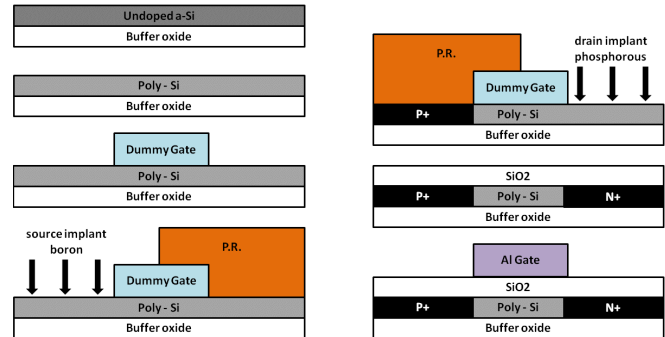 Undoped a-Si
Buffer oxide
Poly - Si
Buffer oxide
Dummy Gate
Poly - Si
Buffer oxide
source implant
boron
P.R.
Dummy Gate
Poly - Si
Buffer oxide
P.R.
drain implant
phosphorous
Dummy Gate
P+ Poly - Si
Buffer oxide
SiO2
P+ Poly - Si N+
Buffer oxide
Al Gate
SiO2
P+ Poly - Si N+
Buffer oxide